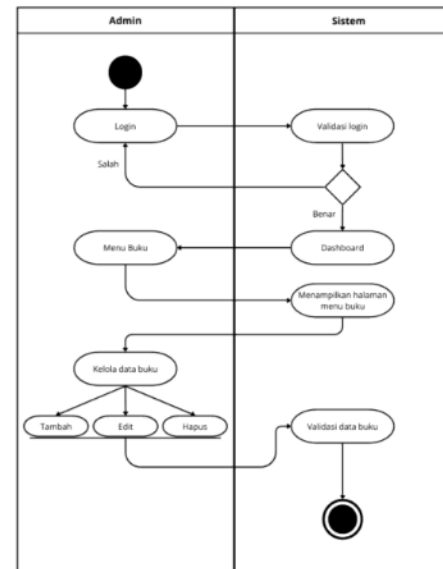 Admin
Sistem
Login
Validasi login
Salah
Benar
Menu Buku
Dashboard
Menampilkan halaman
menu buku
Kelola data buku
Tambah
Edit
Hapus
Validasi data buku